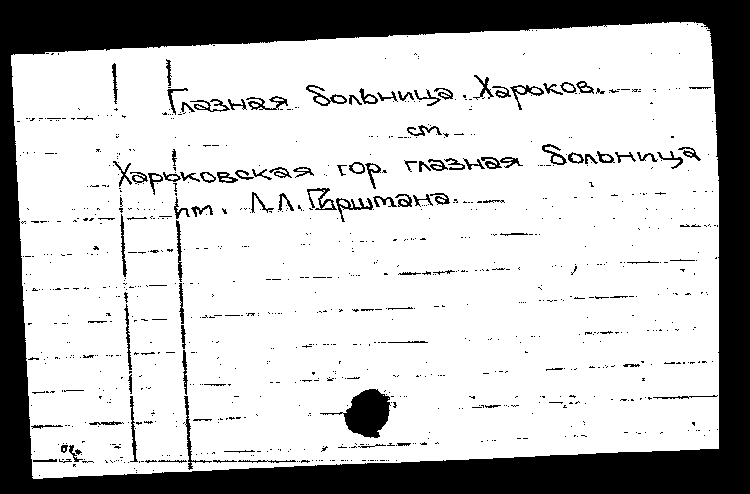 Глазная больница. Харьков.
см.
Харьковская гор. глазная больница
им. Л.Л. Гиршмана.